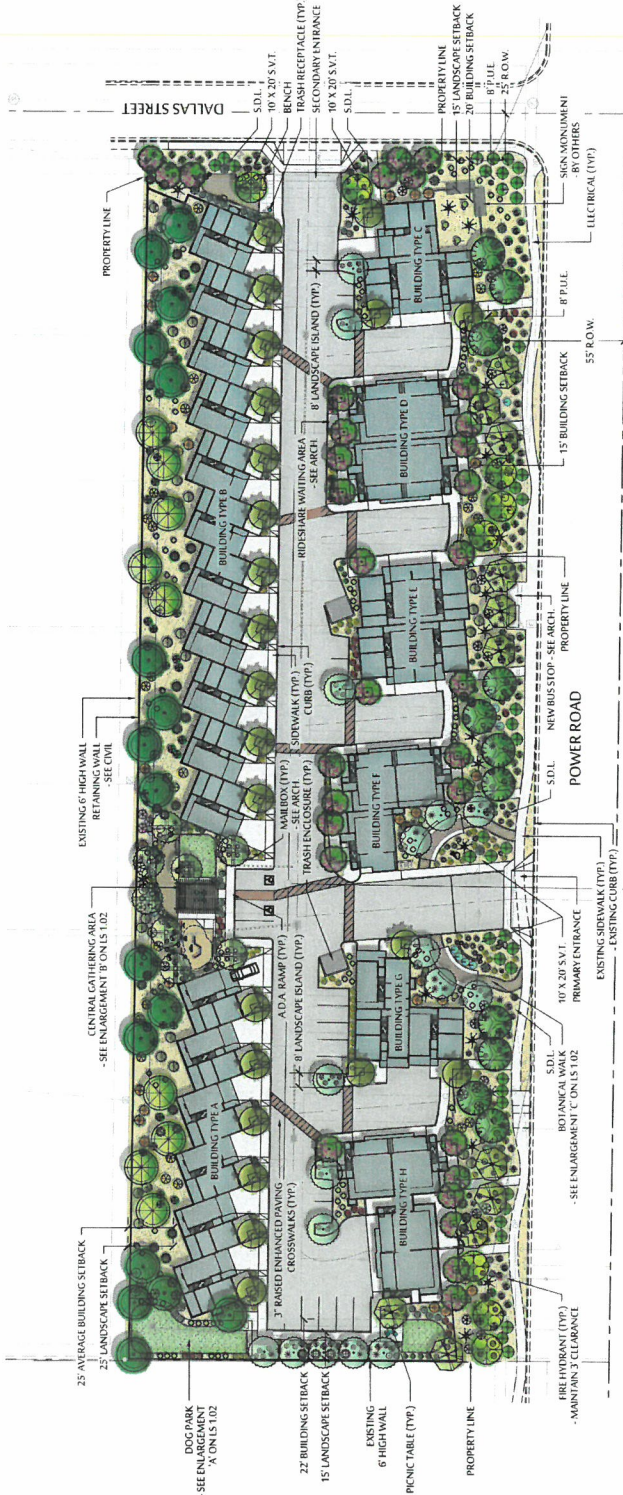 DALLAS STREET
S.D.L.
10' X 20' S.V.T.
BENCH
TRASH RECEPTACLE (TYP.)
SECONDARY ENTRANCE
10' X 20' S.V.T.
S.D.L.
PROPERTY LINE
15' LANDSCAPE SETBACK
20' BUILDING SETBACK
8' P.U.E.
25' R.O.W.
SIGN MONUMENT
- BY OTHERS
ELECTRICAL (TYP.)
PROPERTY LINE
BUILDING TYPE C
8' P.U.E.
55' R.O.W.
8' LANDSCAPE ISLAND (TYP.)
BUILDING TYPE D
15' BUILDING SETBACK
RIDESHARE WAITING AREA
- SEE ARCH.
BUILDING TYPE B
BUILDING TYPE E
NEW BUS STOP - SEE ARCH.
PROPERTY LINE
POWER ROAD
EXISTING 6' HIGH WALL
RETAINING WALL
- SEE CIVIL
SIDEWALK (TYP.)
CURB (TYP.)
MAILBOX (TYP.)
- SEE ARCH.
TRASH ENCLOSURE (TYP.)
BUILDING TYPE F
S.D.L.
EXISTING SIDEWALK (TYP.)
- EXISTING CURB (TYP.)
CENTRAL GATHERING AREA
- SEE ENLARGEMENT 'B' ON LS 1.02
A.D.A. RAMP (TYP.)
8' LANDSCAPE ISLAND (TYP.)
10' X 20' S.V.T.
PRIMARY ENTRANCE
BUILDING TYPE G
S.D.L.
BOTANICAL WALK
- SEE ENLARGEMENT 'C' ON LS 1.02
BUILDING TYPE A
3" RAISED ENHANCED PAVING
CROSSWALKS (TYP.)
BUILDING TYPE H
FIRE HYDRANT (TYP.)
- MAINTAIN 3' CLEARANCE
25' AVERAGE BUILDING SETBACK
25' LANDSCAPE SETBACK
DOG PARK
- SEE ENLARGEMENT
'A' ON LS 1.02
22' BUILDING SETBACK
15' LANDSCAPE SETBACK
EXISTING
6' HIGH WALL
PICNIC TABLE (TYP.)
PROPERTY LINE